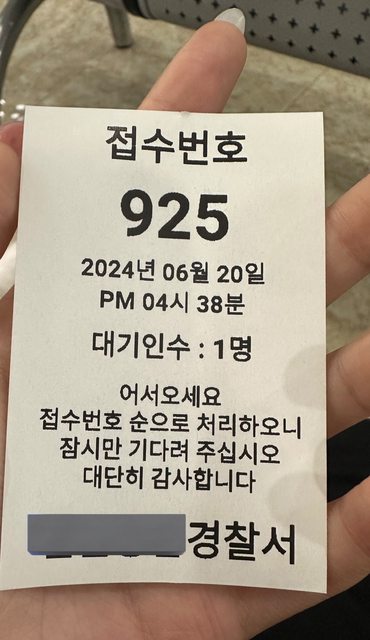 접수번호
925
2024년 06월 20일
PM 04시 38분
대기인수 : 1명
어서오세요
접수번호 순으로 처리하오니
잠시만 기다려 주십시오
대단히 감사합니다
경찰서